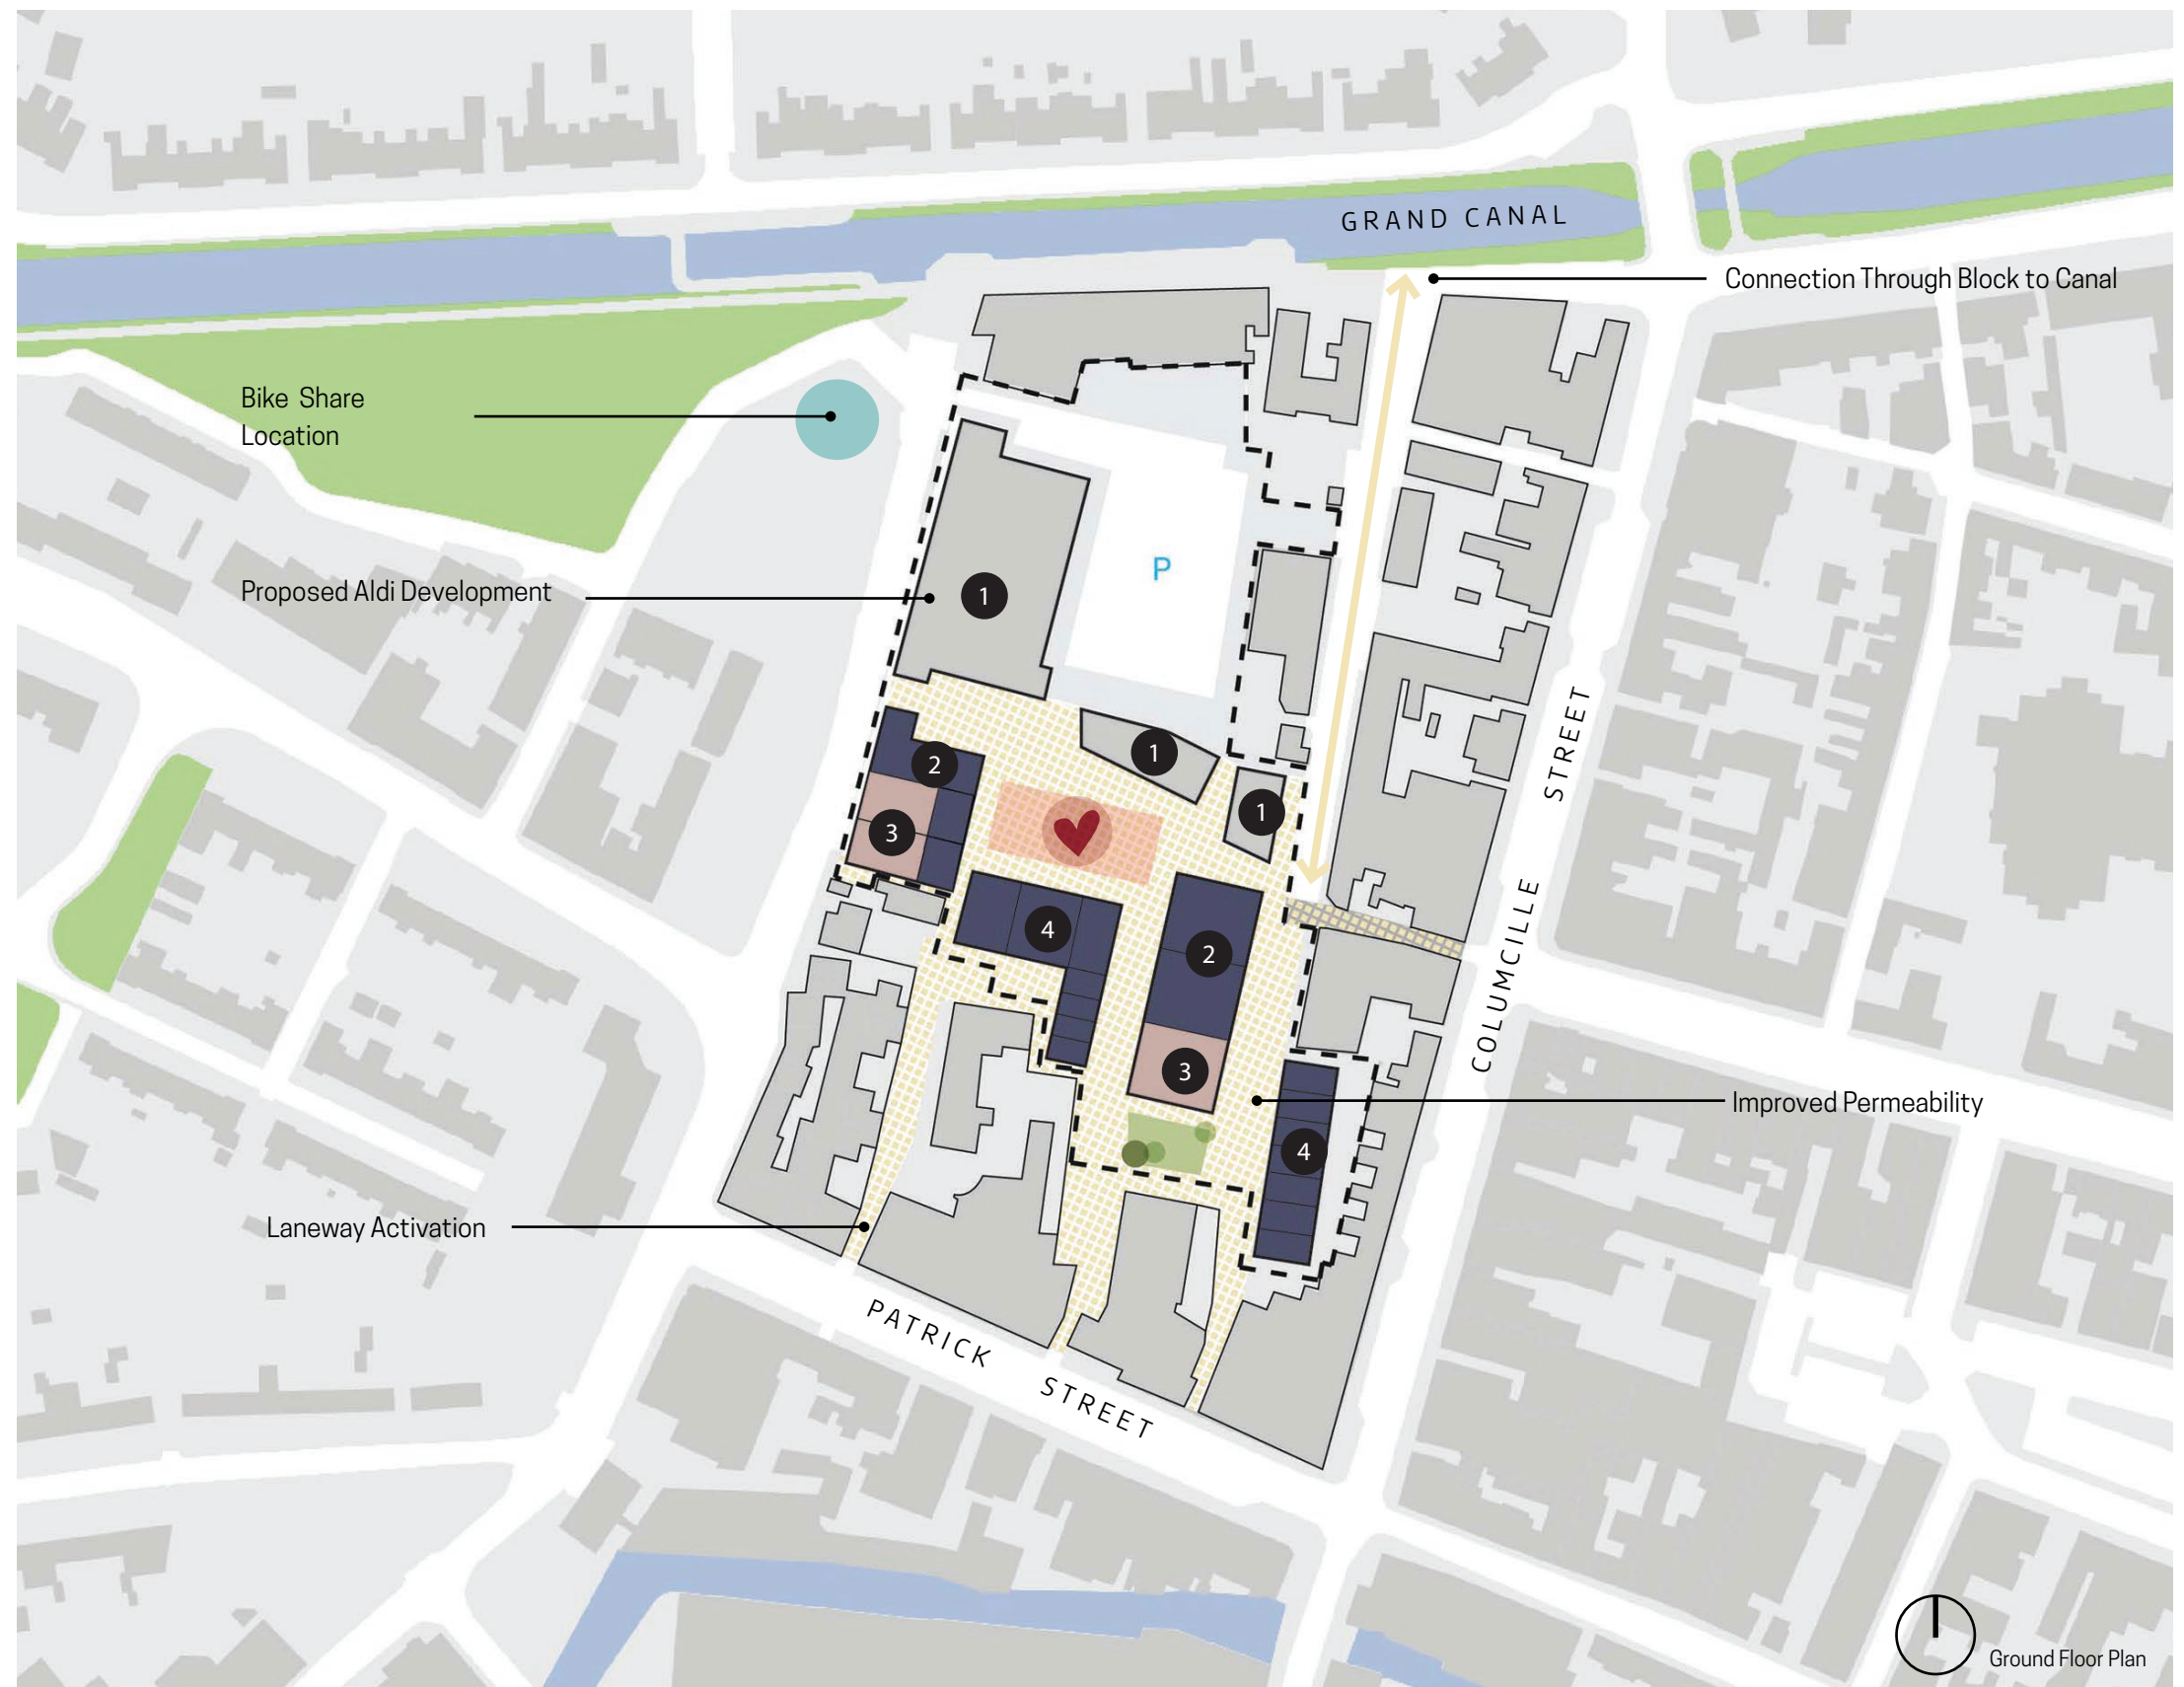 GRAND CANAL
Connection Through Block to Canal
Bike Share
Location
P
Proposed Aldi Development
1
1
2
1
3
4
2
3
4
COLUMCILLE STREET
Improved Permeability
Laneway Activation
PATRICK STREET
Ground Floor Plan